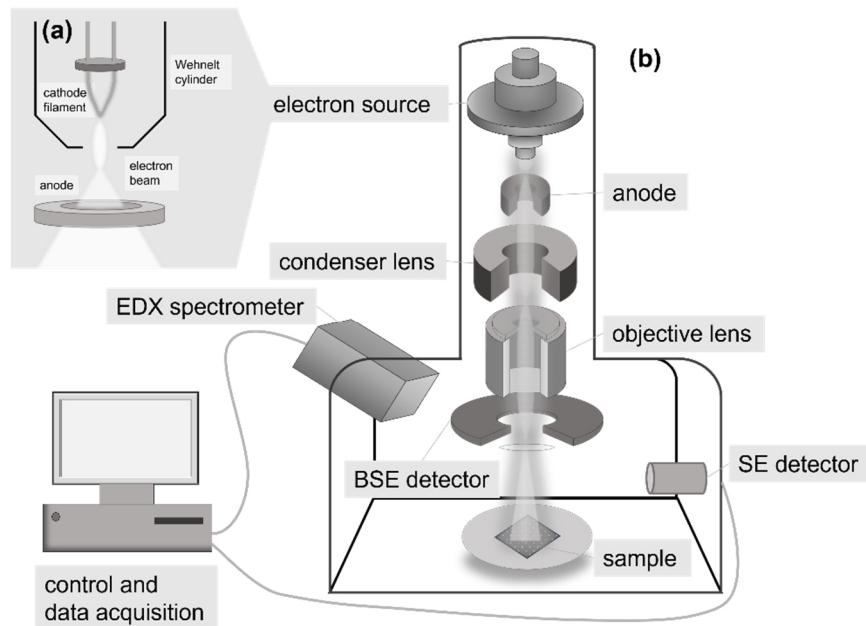 (a)
Wehnelt
cylinder
cathode
filament
electron
beam
anode
(b)
electron source
anode
condenser lens
EDX spectrometer
objective lens
BSE detector
SE detector
sample
control and
data acquisition